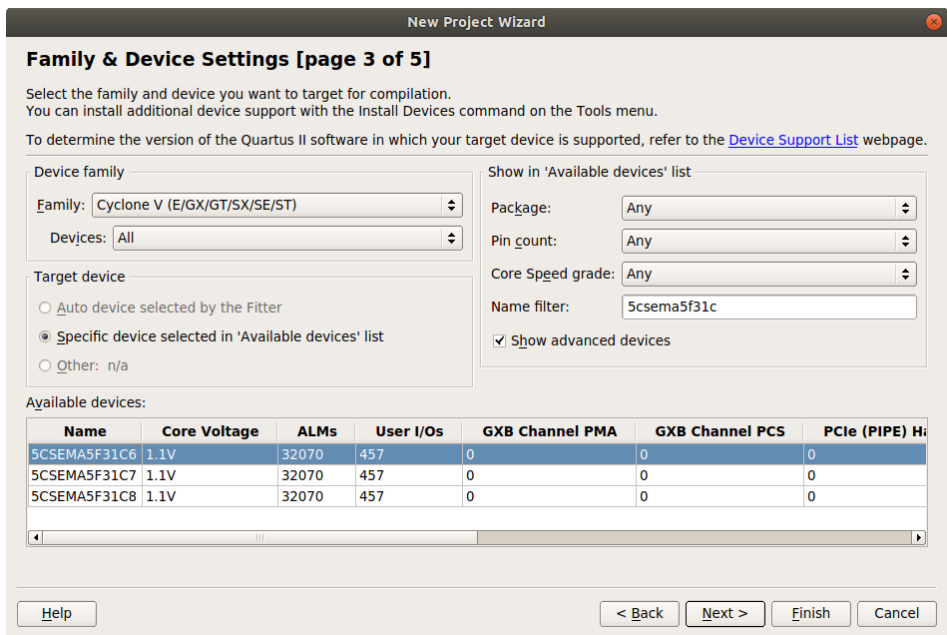 New Project Wizard
Family & Device Settings [page 3 of 5]
Select the family and device you want to target for compilation.
You can install additional device support with the Install Devices command on the Tools menu.
To determine the version of the Quartus II software in which your target device is supported, refer to the Device Support List webpage.
Device family
Family: Cyclone V (E/GX/GT/SX/SE/ST)
Devices: All
Target device
Auto device selected by the Fitter
Specific device selected in 'Available devices' list
Other: n/a
Show in 'Available devices' list
Package: Any
Pin count: Any
Core Speed grade: Any
Name filter: 5csema5f31c
Show advanced devices
Available devices:
Name Core Voltage ALMs User I/Os GXB Channel PMA GXB Channel PCS PCIe (PIPE) Ha
5CSEMA5F31C6 1.1V 32070 457 0 0 0
5CSEMA5F31C7 1.1V 32070 457 0 0 0
5CSEMA5F31C8 1.1V 32070 457 0 0 0
Help < Back Next > Finish Cancel